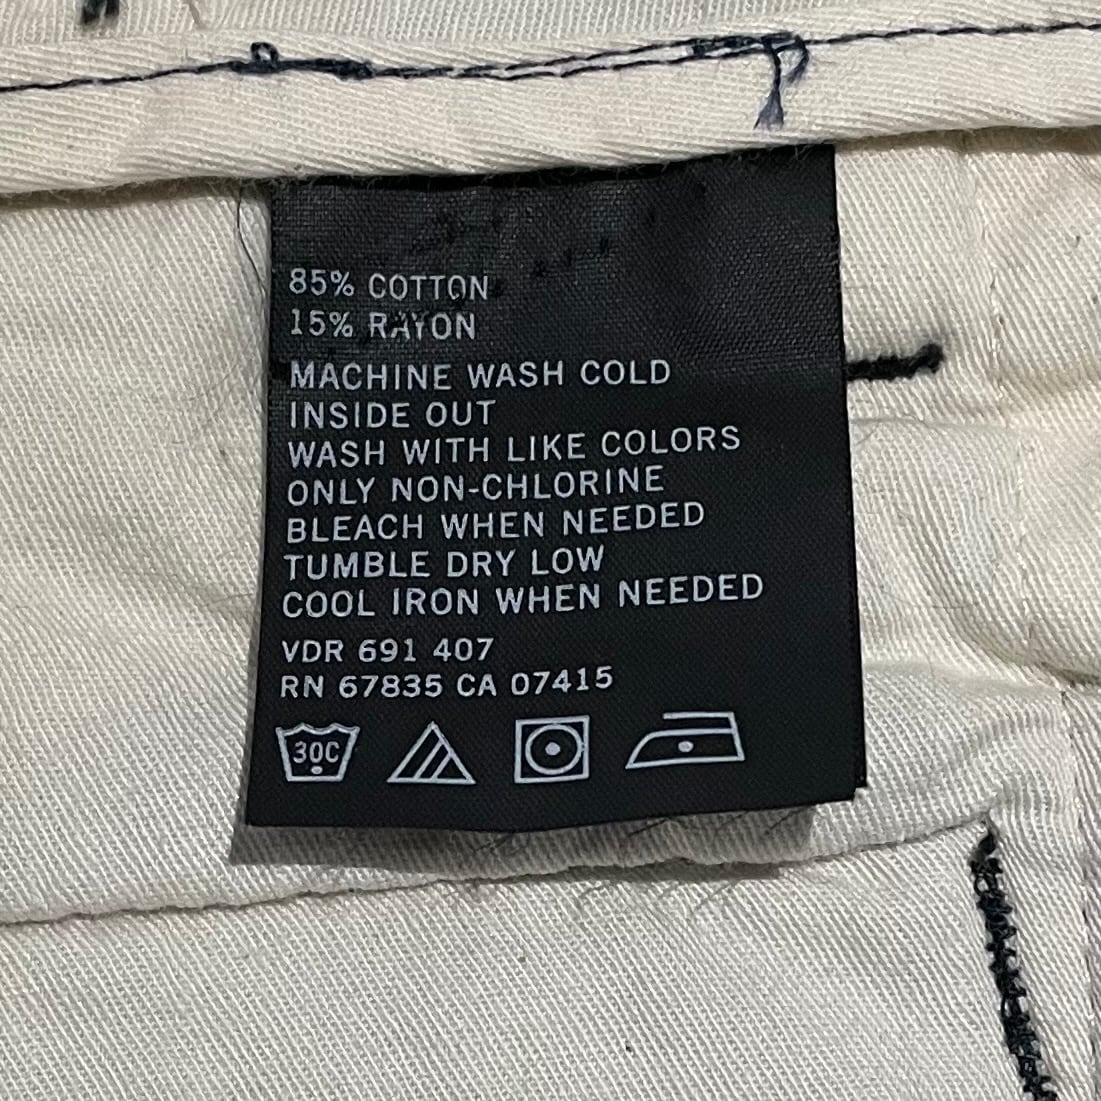 85% COTTON
15% RAYON
MACHINE WASH COLD
INSIDE OUT
WASH WITH LIKE COLORS
ONLY NON-CHLORINE
BLEACH WHEN NEEDED
TUMBLE DRY LOW
COOL IRON WHEN NEEDED
VDR 691 407
RN 67835 CA 07415
30C